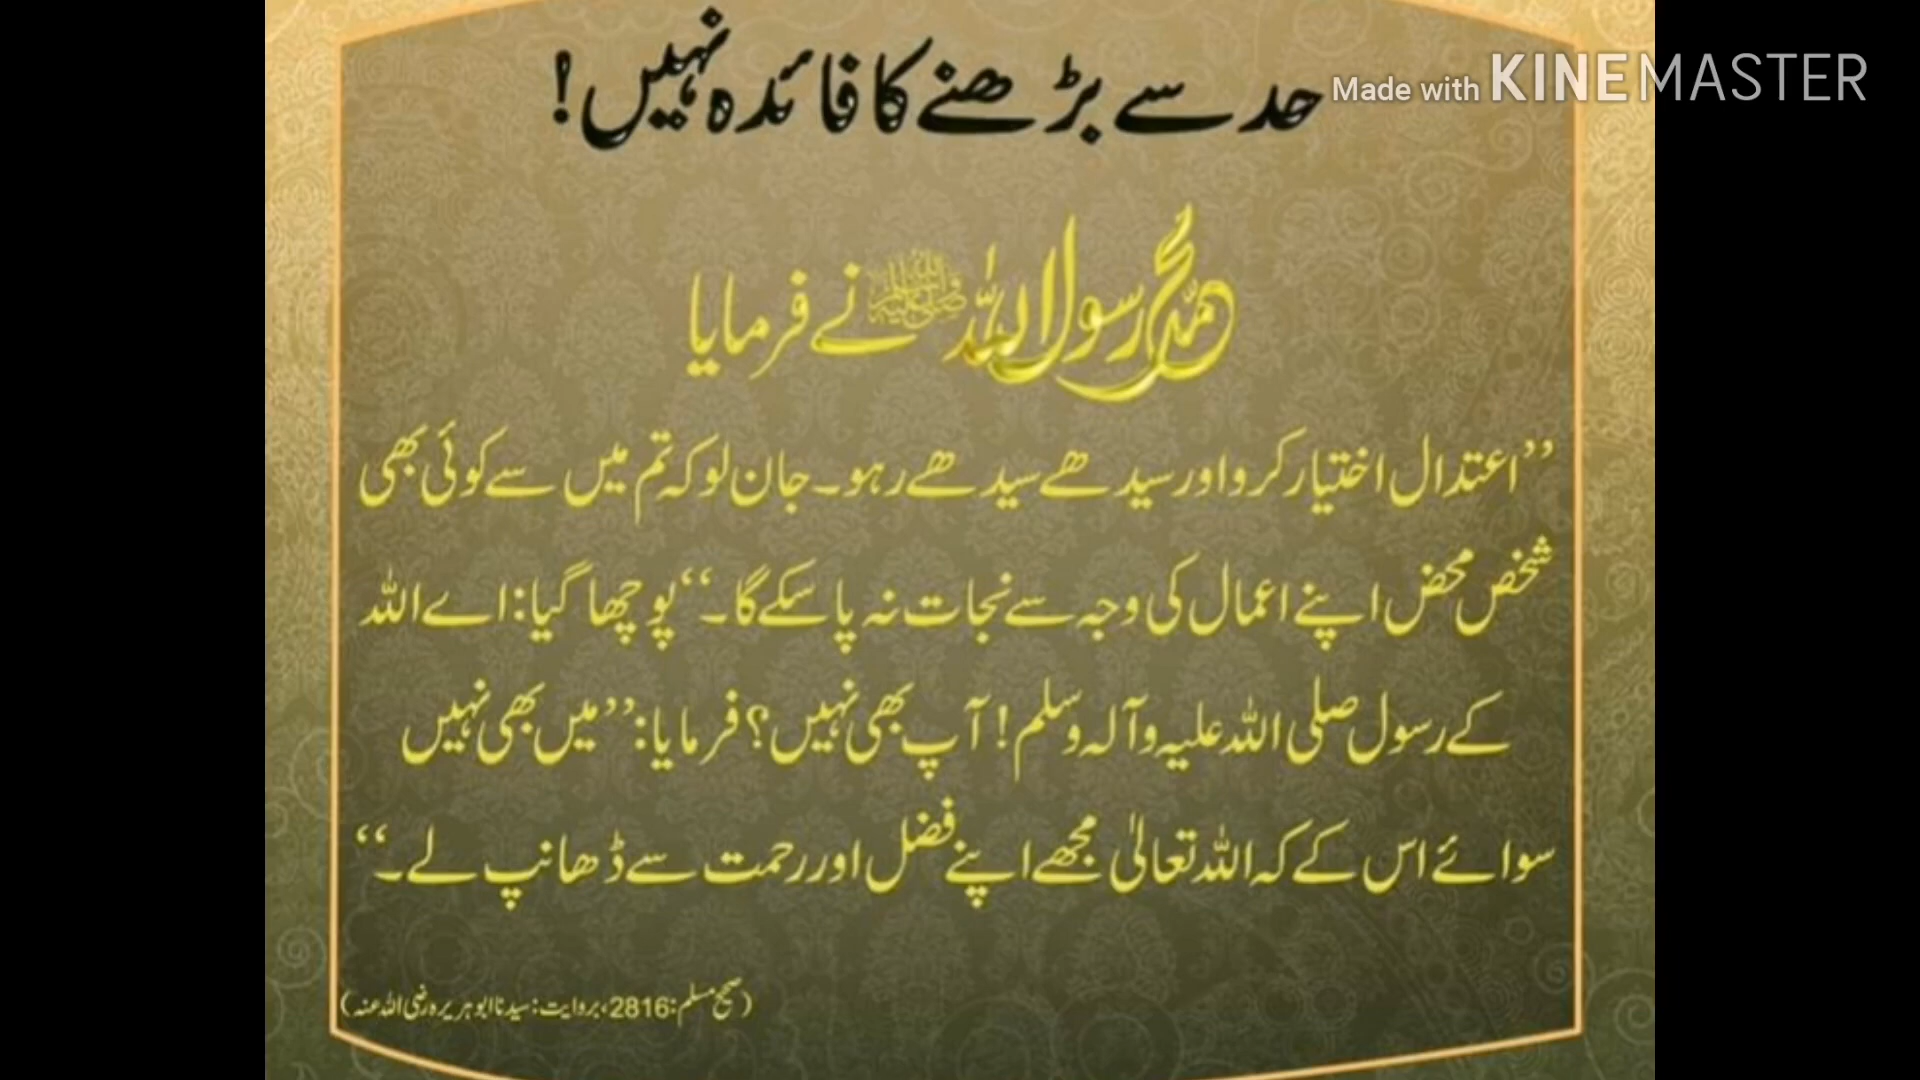 حد سے بڑھنے کا فائدہ نہیں!
Made with KINEMASTER
محمد رسول اللہ ﷺ نے فرمایا
’’اعتدال اختیار کرو اور سیدھے سیدھے رہو۔ جان لو کہ تم میں سے کوئی بھی
شخص محض اپنے اعمال کی وجہ سے نجات نہ پا سکے گا۔‘‘ پوچھا گیا: اے اللہ
کے رسول صلی اللہ علیہ وآلہ وسلم! آپ بھی نہیں؟ فرمایا: ’’میں بھی نہیں
سوائے اس کے کہ اللہ تعالیٰ مجھے اپنے فضل اور رحمت سے ڈھانپ لے۔‘‘
(صحیح مسلم: 2816، بروایت: سیدنا ابو ہریرہ رضی اللہ عنہ)